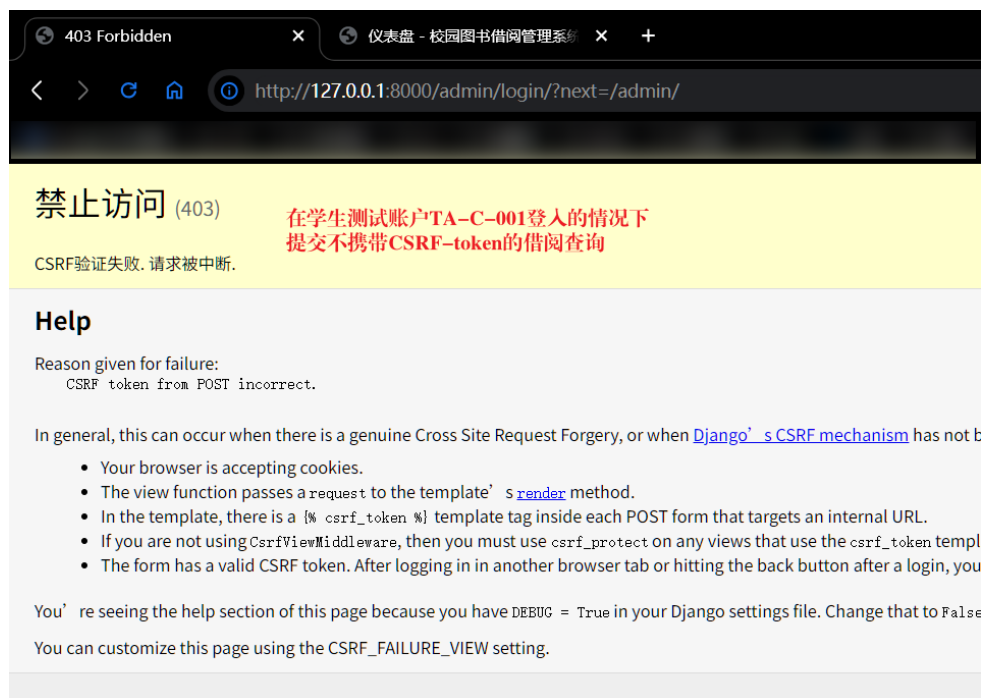 403 Forbidden
仪表盘 - 校园图书借阅管理系统
http://127.0.0.1:8000/admin/login/?next=/admin/
禁止访问 (403)
在学生测试账户TA-C-001登入的情况下
提交不携带CSRF-token的借阅查询
CSRF验证失败. 请求被中断.
Help
Reason given for failure:
CSRF token from POST incorrect.
In general, this can occur when there is a genuine Cross Site Request Forgery, or when Django’s CSRF mechanism has not b
Your browser is accepting cookies.
The view function passes a request to the template’s render method.
In the template, there is a {% csrf_token %} template tag inside each POST form that targets an internal URL.
If you are not using CsrfViewMiddleware, then you must use csrf_protect on any views that use the csrf_token templ
The form has a valid CSRF token. After logging in in another browser tab or hitting the back button after a login, you
You’re seeing the help section of this page because you have DEBUG = True in your Django settings file. Change that to False
You can customize this page using the CSRF_FAILURE_VIEW setting.